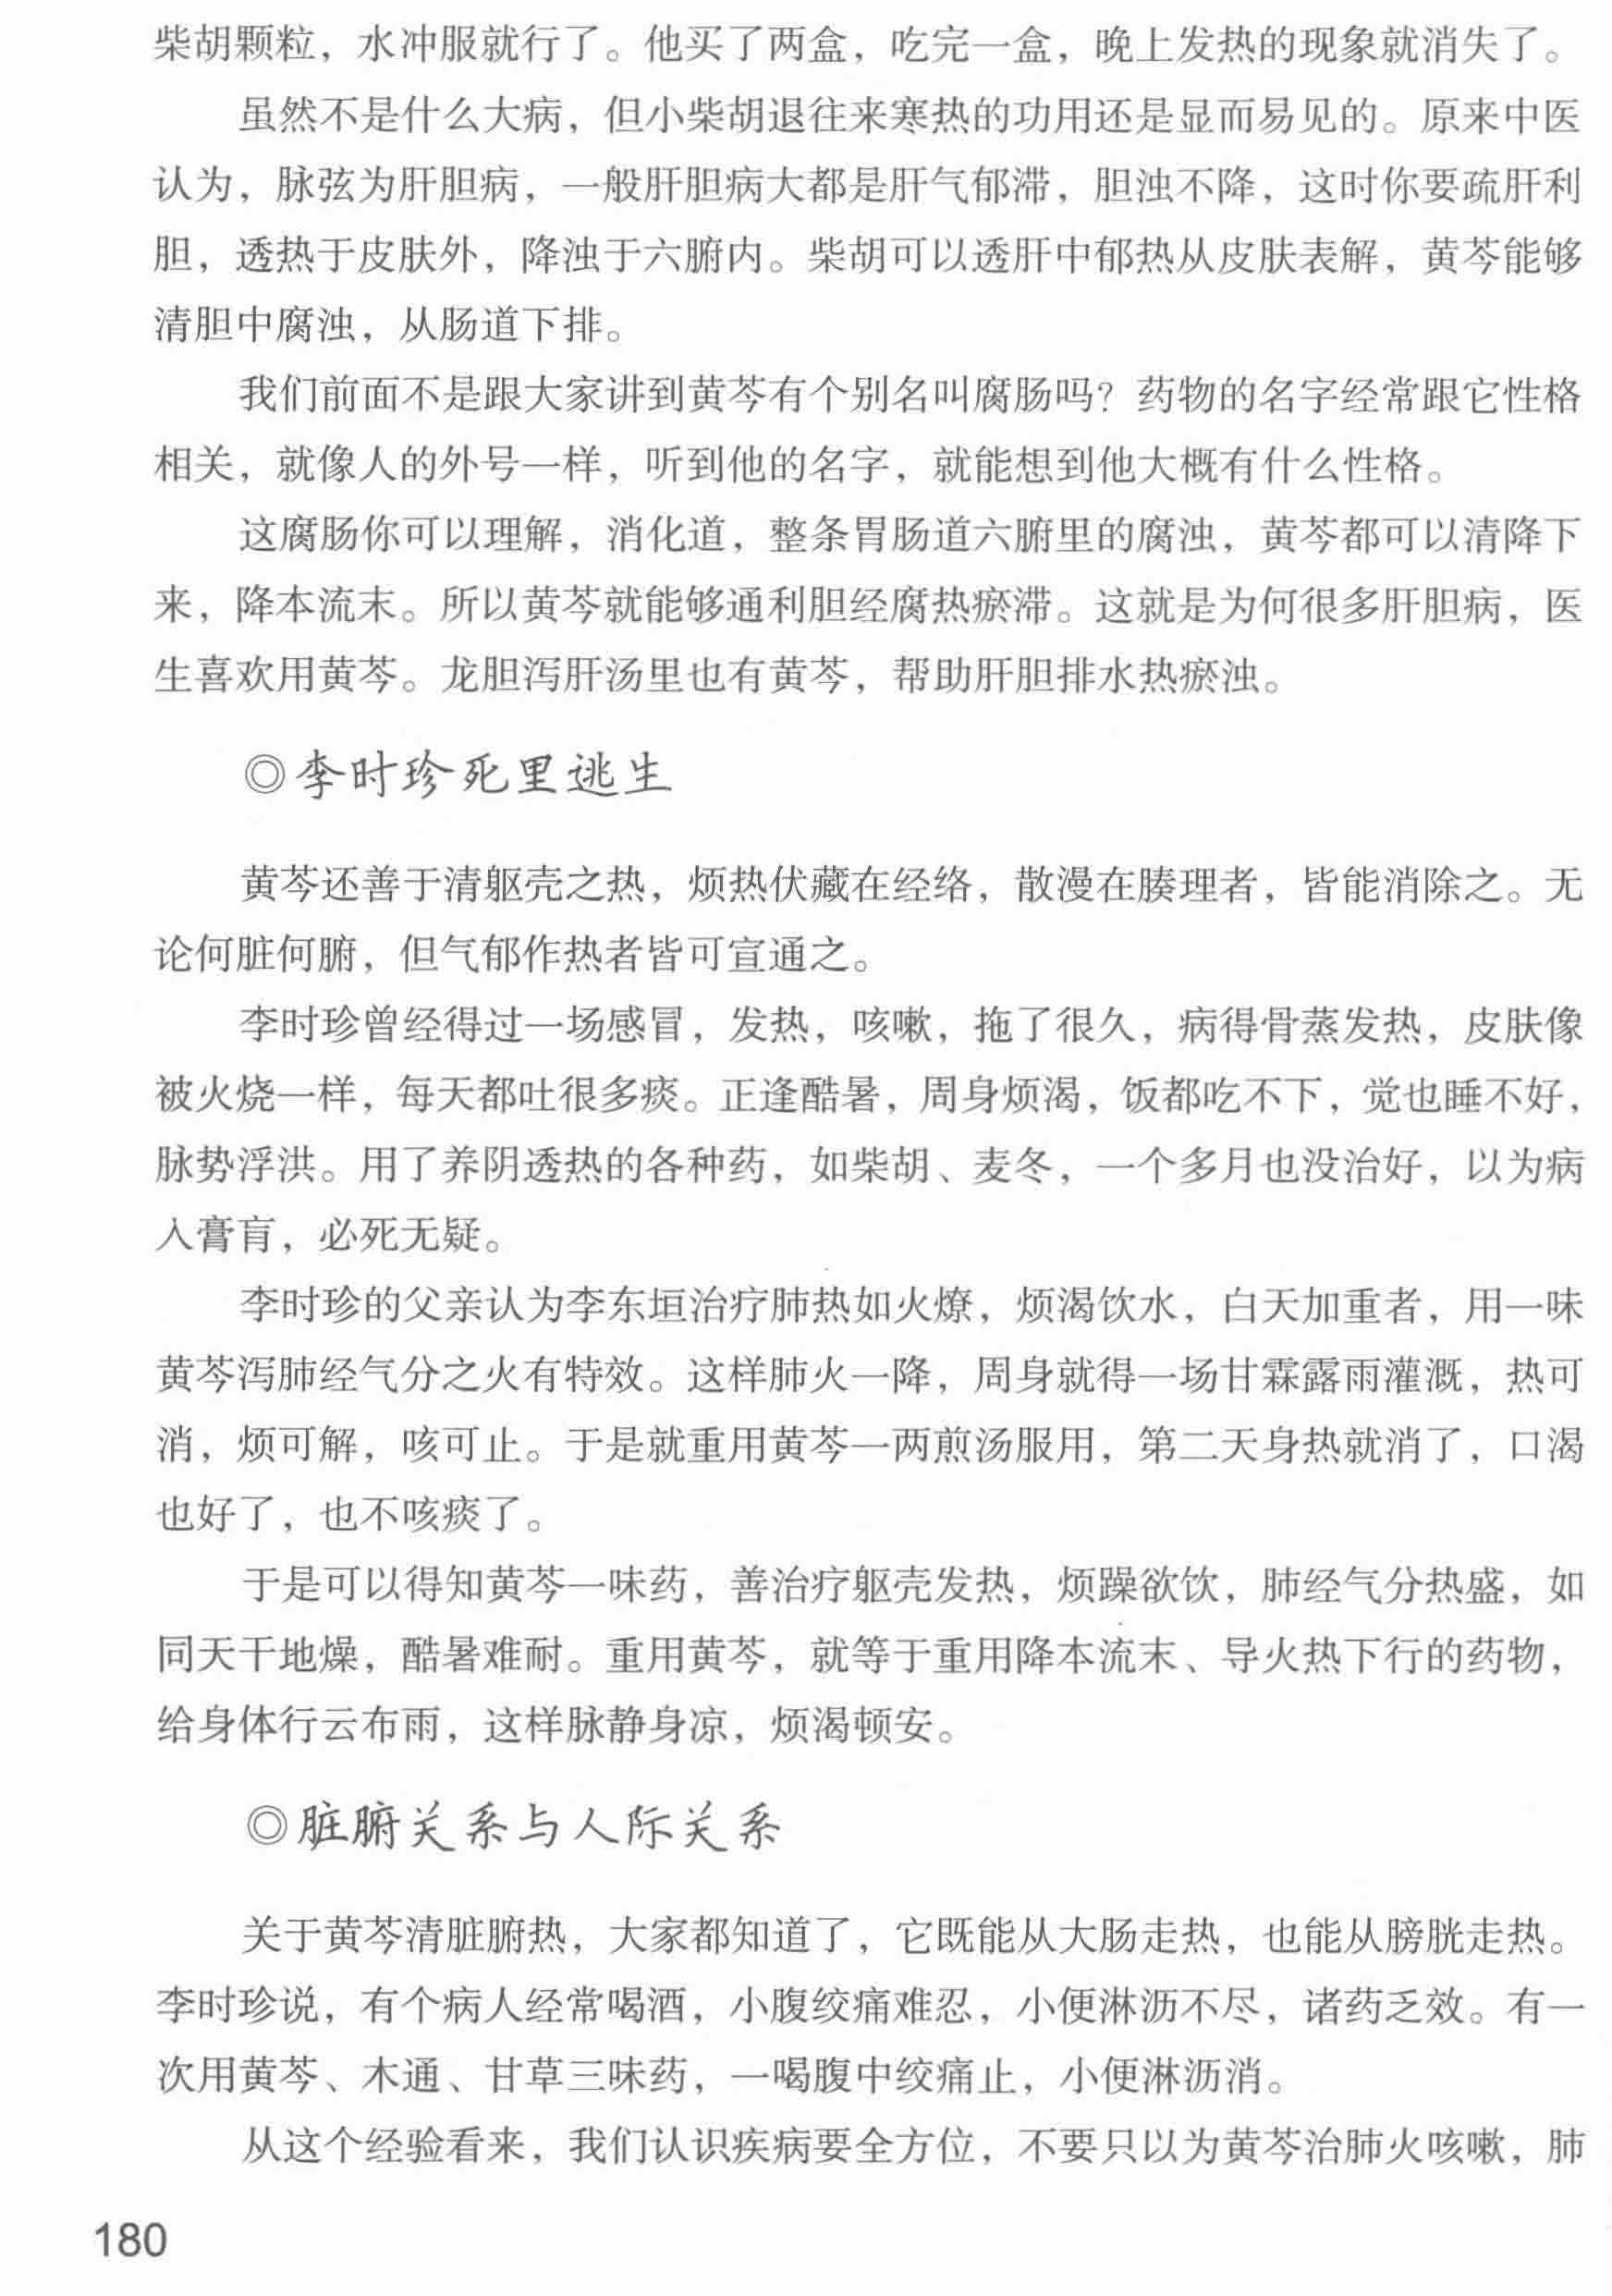 柴胡颗粒，水冲服就行了。他买了两盒，吃完一盒，晚上发热的现象就消失了。
虽然不是什么大病，但小柴胡退往来寒热的功用还是显而易见的。原来中医
认为，脉弦为肝胆病，一般肝胆病大都是肝气郁滞，胆浊不降，这时你要疏肝利
胆，透热于皮肤外，降浊于六腑内。柴胡可以透肝中郁热从皮肤表解，黄芩能够
清胆中腐浊，从肠道下排。
我们前面不是跟大家讲到黄芩有个别名叫腐肠吗？药物的名字经常跟它性格
相关，就像人的外号一样，听到他的名字，就能想到他大概有什么性格。
这腐肠你可以理解，消化道，整条胃肠道六腑里的腐浊，黄芩都可以清降下
来，降本流末。所以黄芩就能够通利胆经腐热瘀滞。这就是为何很多肝胆病，医
生喜欢用黄芩。龙胆泻肝汤里也有黄芩，帮助肝胆排水热瘀浊。
◎李时珍死里逃生
黄芩还善于清躯壳之热，烦热伏藏在经络，散漫在腠理者，皆能消除之。无
论何脏何腑，但气郁作热者皆可宣通之。
李时珍曾经得过一场感冒，发热，咳嗽，拖了很久，病得骨蒸发热，皮肤像
被火烧一样，每天都吐很多痰。正逢酷暑，周身烦渴，饭都吃不下，觉也睡不好，
脉势浮洪。用了养阴透热的各种药，如柴胡、麦冬，一个多月也没治好，以为病
入膏肓，必死无疑。
李时珍的父亲认为李东垣治疗肺热如火燎，烦渴饮水，白天加重者，用一味
黄芩泻肺经气分之火有特效。这样肺火一降，周身就得一场甘霖露雨灌溉，热可
消，烦可解，咳可止。于是就重用黄芩一两煎汤服用，第二天身热就消了，口渴
也好了，也不咳痰了。
于是可以得知黄芩一味药，善治疗躯壳发热，烦躁欲饮，肺经气分热盛，如
同天干地燥，酷暑难耐。重用黄芩，就等于重用降本流末、导火热下行的药物，
给身体行云布雨，这样脉静身凉，烦渴顿安。
◎脏腑关系与人际关系
关于黄芩清脏腑热，大家都知道了，它既能从大肠走热，也能从膀胱走热。
李时珍说，有个病人经常喝酒，小腹绞痛难忍，小便淋沥不尽，诸药乏效。有一
次用黄芩、木通、甘草三味药，一喝腹中绞痛止，小便淋沥消。
从这个经验看来，我们认识疾病要全方位，不要只以为黄芩治肺火咳嗽，肺
180